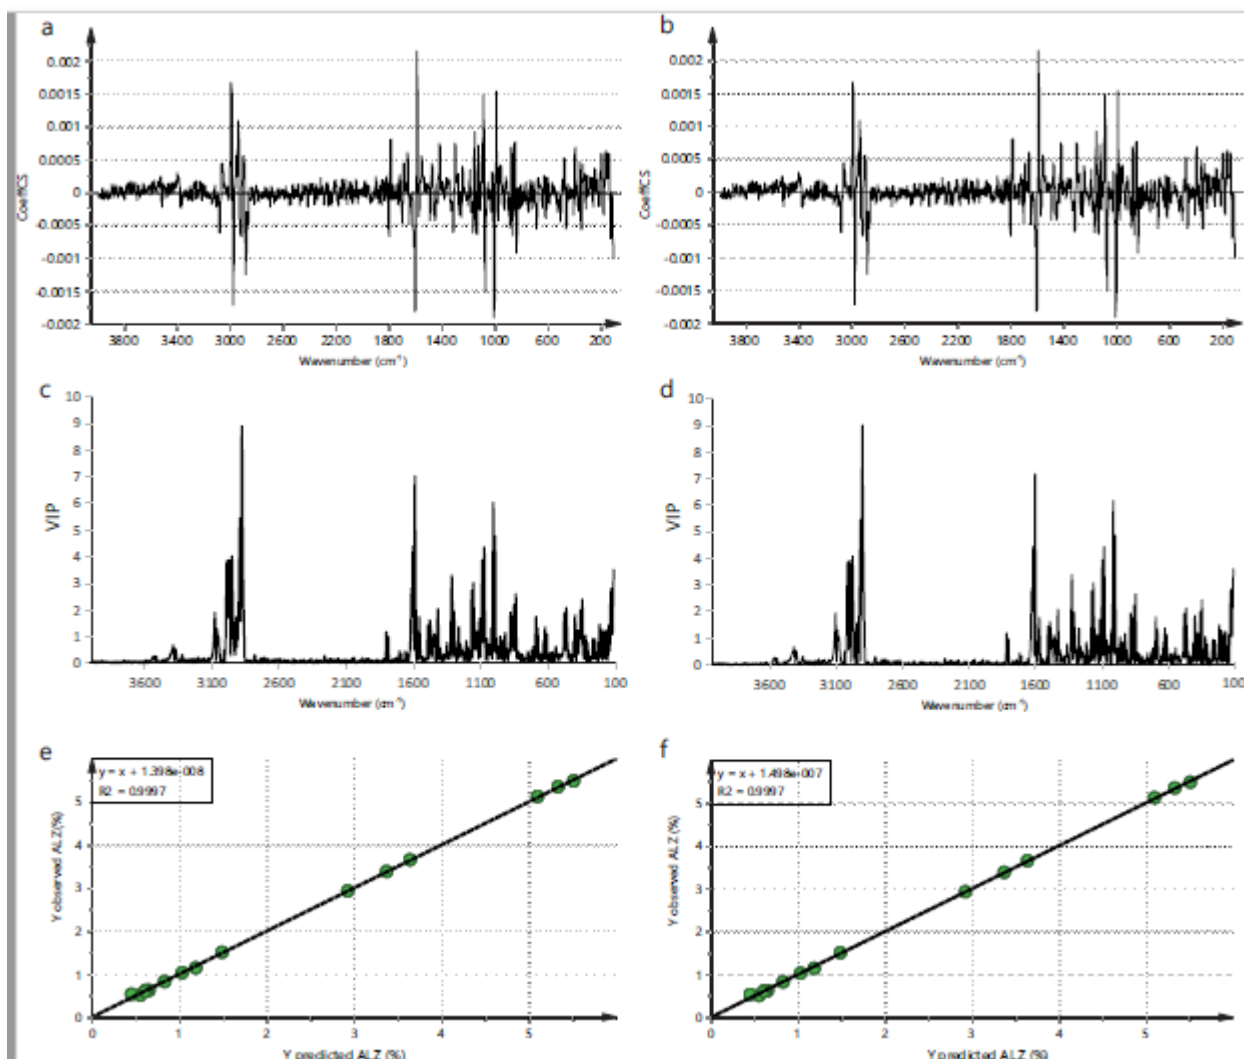 a
0.002
0.0015
0.001
0.0005
0
-0.0005
-0.001
-0.0015
-0.002
CoeffCS
3800 3400 3000 2600 2200 1800 1400 1000 600 200
Wavenumber (cm⁻¹)
b
0.002
0.0015
0.001
0.0005
0
-0.0005
-0.001
-0.0015
-0.002
CoeffCS
3800 3400 3000 2600 2200 1800 1400 1000 600 200
Wavenumber (cm⁻¹)
c
10
9
8
7
6
5
4
3
2
1
0
VIP
3600 3100 2600 2100 1600 1100 600 100
Wavenumber (cm⁻¹)
d
10
9
8
7
6
5
4
3
2
1
0
VIP
3600 3100 2600 2100 1600 1100 600 100
Wavenumber (cm⁻¹)
e
y = x + 1.398e-008
R2 = 0.9997
5
4
3
2
1
0
Y observed ALZ(%)
0 1 2 3 4 5
Y predicted ALZ (%)
f
y = x + 1.498e-007
R2 = 0.9997
5
4
3
2
1
0
Y observed ALZ (%)
0 1 2 3 4 5
Y predicted ALZ (%)